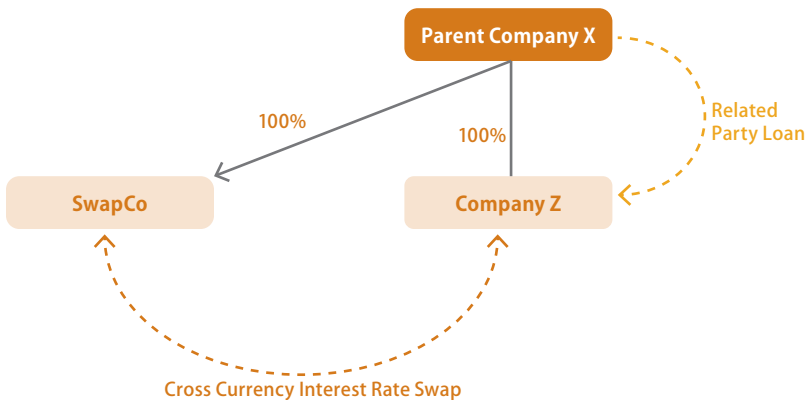 Parent Company X
100%
100%
Related
Party Loan
SwapCo
Company Z
Cross Currency Interest Rate Swap